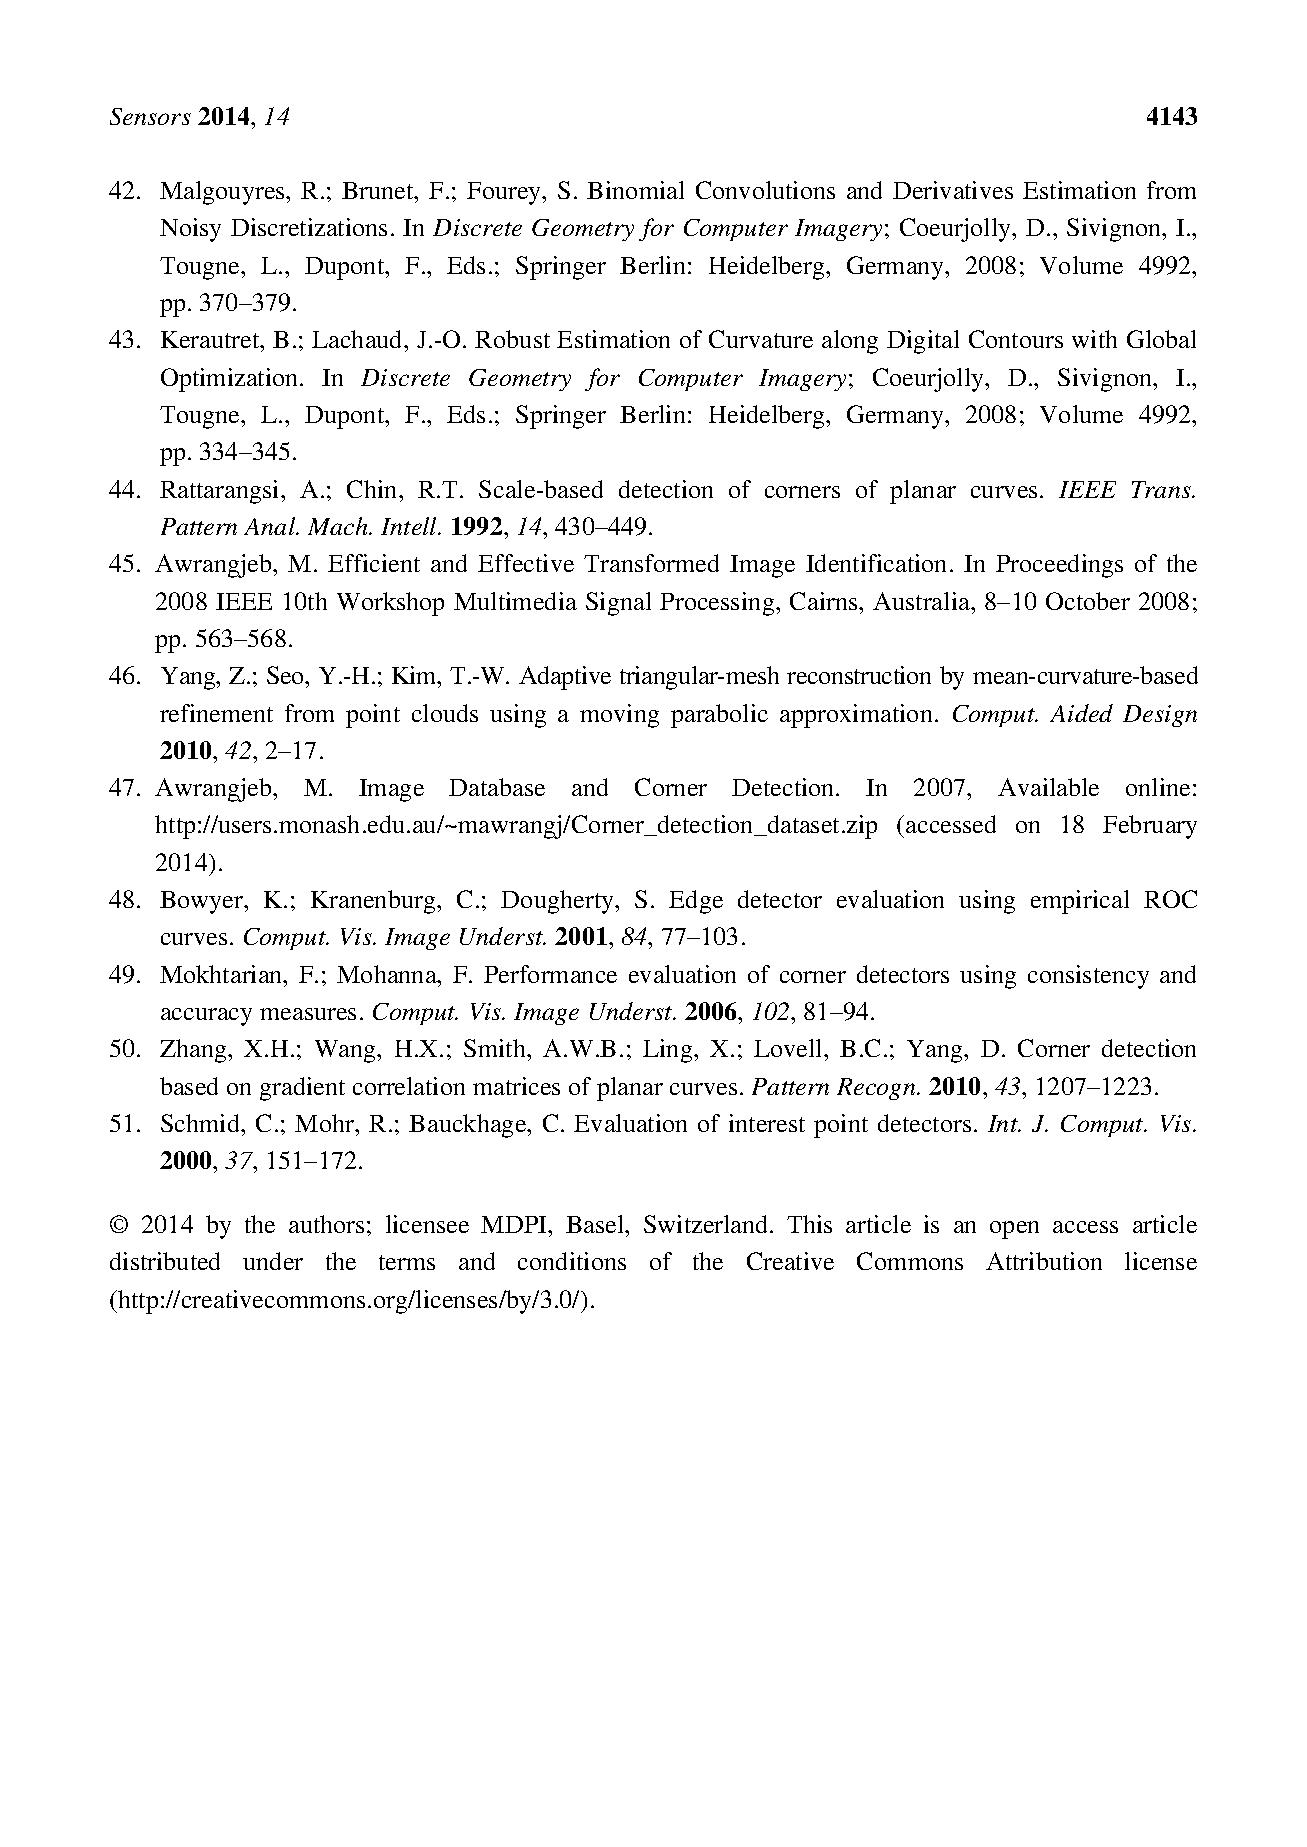 Sensors 2014, 14 4143
42. Malgouyres, R.; Brunet, F.; Fourey, S. Binomial Convolutions and Derivatives Estimation from
Noisy Discretizations. In Discrete Geometry for Computer Imagery; Coeurjolly, D., Sivignon, I.,
Tougne, L., Dupont, F., Eds.; Springer Berlin: Heidelberg, Germany, 2008; Volume 4992,
pp. 370–379.
43. Kerautret, B.; Lachaud, J.-O. Robust Estimation of Curvature along Digital Contours with Global
Optimization. In Discrete Geometry for Computer Imagery; Coeurjolly, D., Sivignon, I.,
Tougne, L., Dupont, F., Eds.; Springer Berlin: Heidelberg, Germany, 2008; Volume 4992,
pp. 334–345.
44. Rattarangsi, A.; Chin, R.T. Scale-based detection of corners of planar curves. IEEE Trans.
Pattern Anal. Mach. Intell. 1992, 14, 430–449.
45. Awrangjeb, M. Efficient and Effective Transformed Image Identification. In Proceedings of the
2008 IEEE 10th Workshop Multimedia Signal Processing, Cairns, Australia, 8–10 October 2008;
pp. 563–568.
46. Yang, Z.; Seo, Y.-H.; Kim, T.-W. Adaptive triangular-mesh reconstruction by mean-curvature-based
refinement from point clouds using a moving parabolic approximation. Comput. Aided Design
2010, 42, 2–17.
47. Awrangjeb, M. Image Database and Corner Detection. In 2007, Available online:
http://users.monash.edu.au/~mawrangj/Corner_detection_dataset.zip (accessed on 18 February
2014).
48. Bowyer, K.; Kranenburg, C.; Dougherty, S. Edge detector evaluation using empirical ROC
curves. Comput. Vis. Image Underst. 2001, 84, 77–103.
49. Mokhtarian, F.; Mohanna, F. Performance evaluation of corner detectors using consistency and
accuracy measures. Comput. Vis. Image Underst. 2006, 102, 81–94.
50. Zhang, X.H.; Wang, H.X.; Smith, A.W.B.; Ling, X.; Lovell, B.C.; Yang, D. Corner detection
based on gradient correlation matrices of planar curves. Pattern Recogn. 2010, 43, 1207–1223.
51. Schmid, C.; Mohr, R.; Bauckhage, C. Evaluation of interest point detectors. Int. J. Comput. Vis.
2000, 37, 151–172.
© 2014 by the authors; licensee MDPI, Basel, Switzerland. This article is an open access article
distributed under the terms and conditions of the Creative Commons Attribution license
(http://creativecommons.org/licenses/by/3.0/).